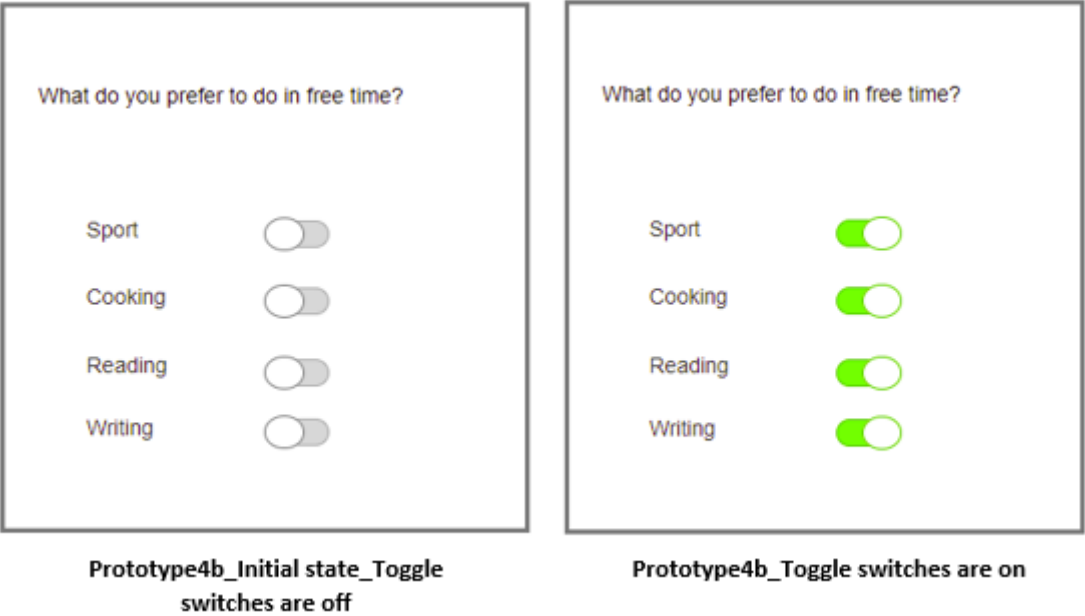 What do you prefer to do in free time?
Sport
Cooking
Reading
Writing
Prototype4b_Initial state_Toggle
switches are off
What do you prefer to do in free time?
Sport
Cooking
Reading
Writing
Prototype4b_Toggle switches are on